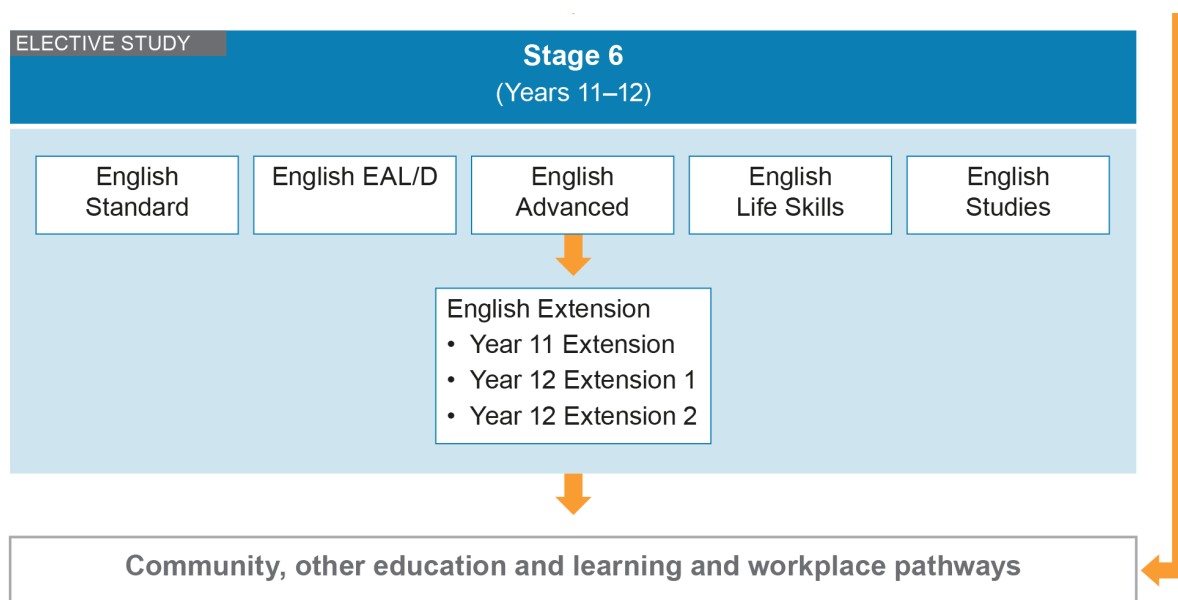 ELECTIVE STUDY
Stage 6
(Years 11–12)
English
Standard
English EAL/D
English
Advanced
English
Life Skills
English
Studies
English Extension
• Year 11 Extension
• Year 12 Extension 1
• Year 12 Extension 2
Community, other education and learning and workplace pathways